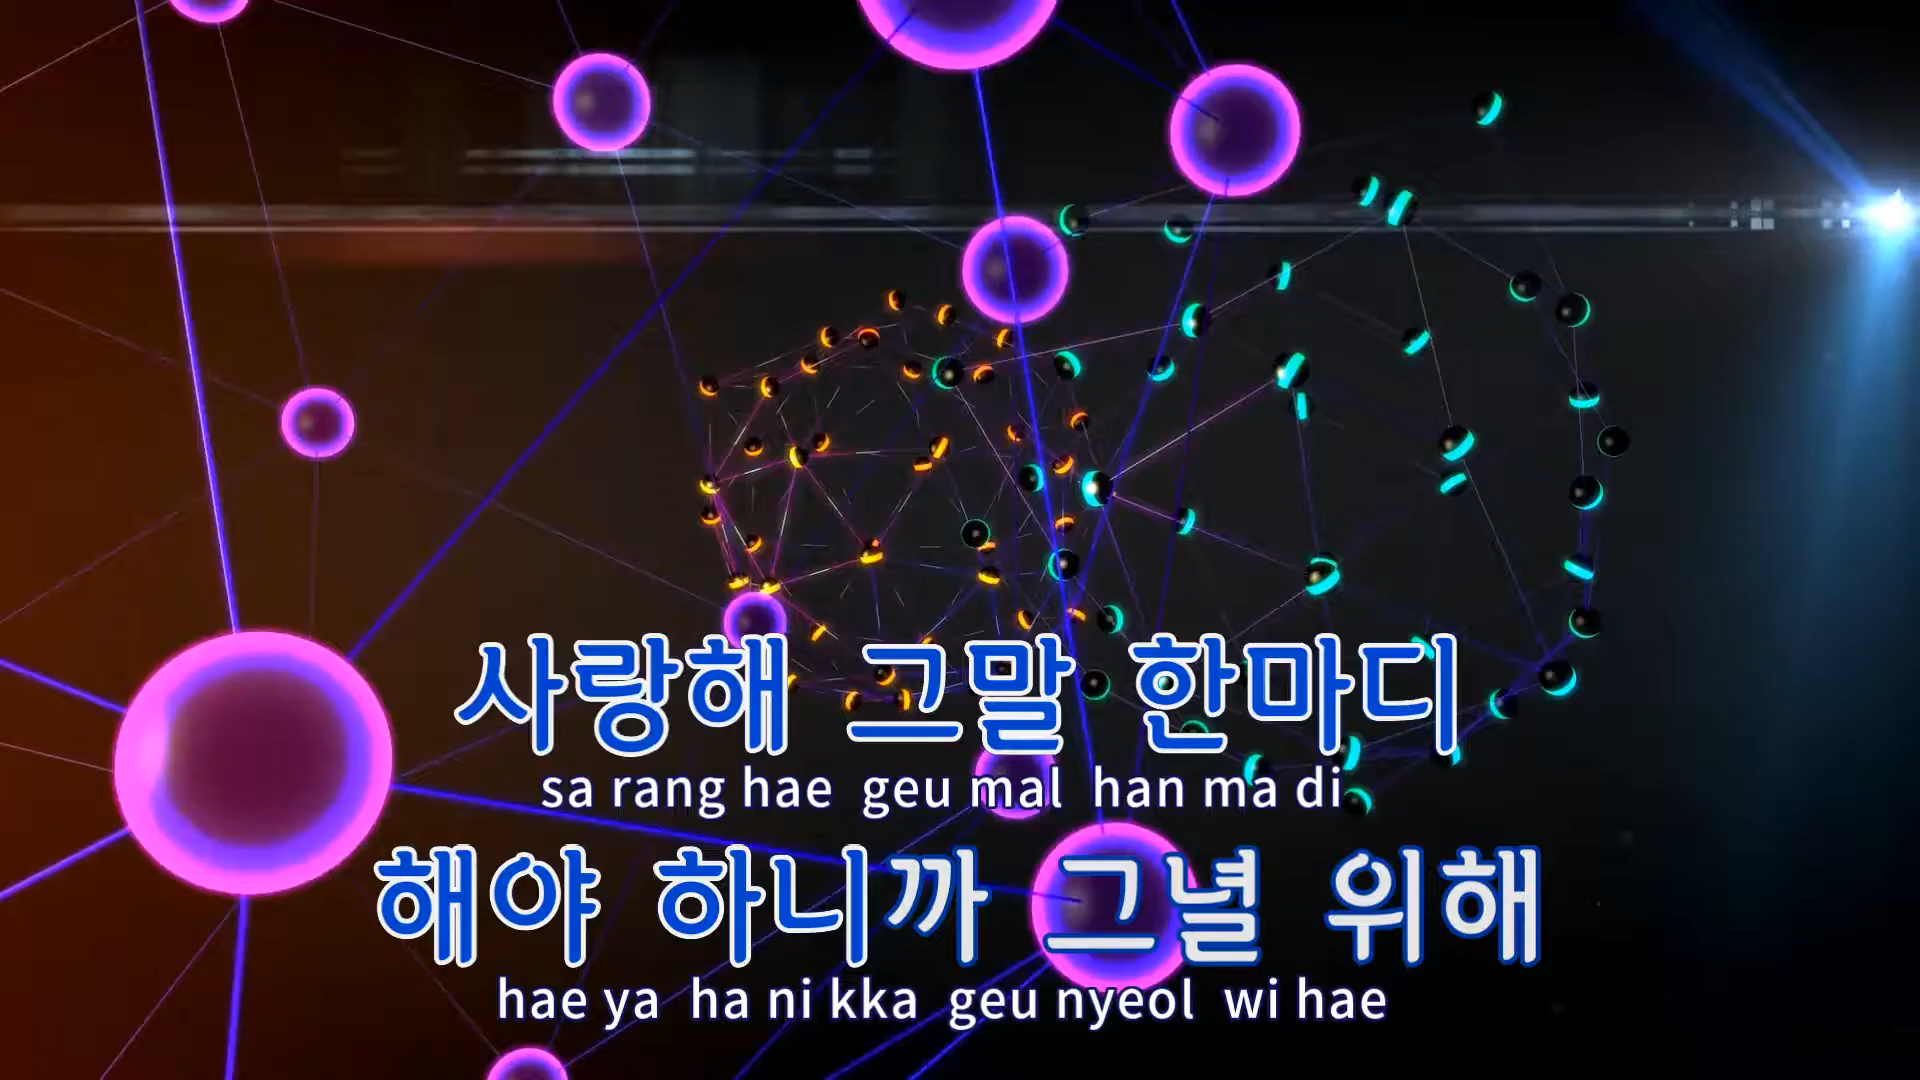 사랑해 그말 한마디
sa rang hae geu mal han ma di
해야 하니까 그녈 위해
hae ya ha ni kka geu nyeol wi hae